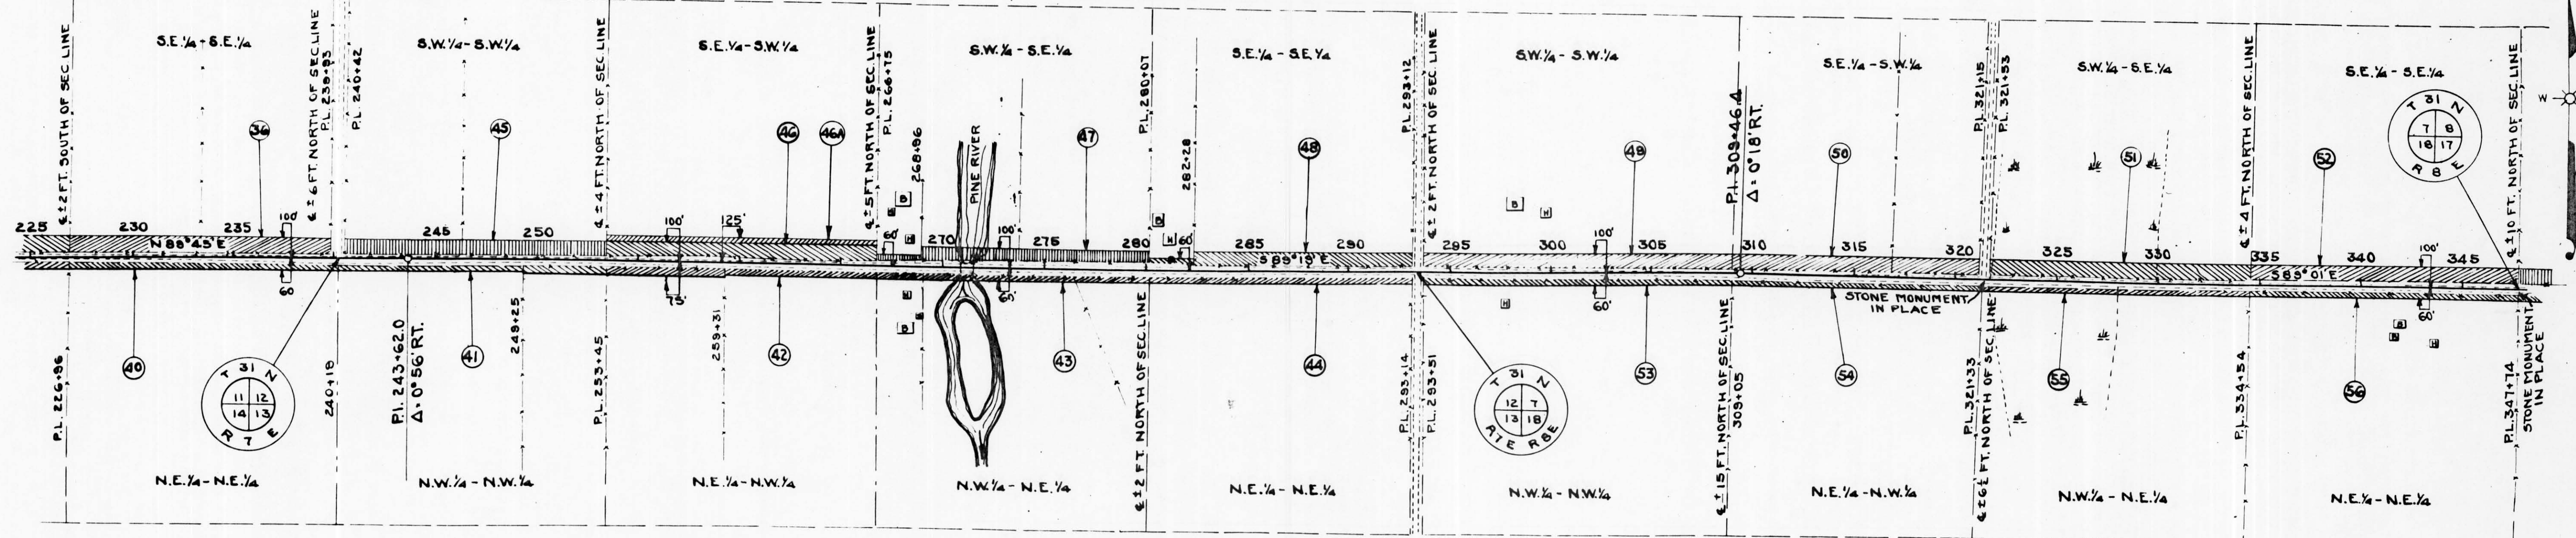 S.E.¼-S.E.¼
S.W.¼-S.W.¼
S.E.¼-S.W.¼
S.W.¼-S.E.¼
S.E.¼-S.E.¼
S.W.¼-S.W.¼
S.E.¼-S.W.¼
S.W.¼-S.E.¼
S.E.¼-S.E.¼
W
℄ ± 2 FT. SOUTH OF SEC LINE
℄ ± 6 FT. NORTH OF SEC LINE
P.L. 239+93
P.L. 240+42
℄ ± 4 FT. NORTH OF SEC. LINE
℄ ± 5 FT. NORTH OF SEC. LINE
P.L. 266+75
268+96
PINE RIVER
P.L. 280+07
282+28
P.L. 293+12
℄ ± 2 FT. NORTH OF SEC. LINE
P.I. 309+46.4
Δ = 0°18' RT.
P.L. 321+15
P.L. 321+53
℄ ± 4 FT. NORTH OF SEC. LINE
℄ ± 10 FT. NORTH OF SEC. LINE
T 31 N
7 8
18 17
R 8 E
36
45
46
46A
47
48
49
50
51
52
B
H
B
H
B
H
100'
100'
125'
60'
100'
60'
100'
100'
225
230
235
245
250
270
275
280
285
290
295
300
305
310
315
320
325
330
335
340
345
N 88°45' E
S 89°19' E
S 89°01' E
60
75'
65'
60'
60'
STONE MONUMENT
IN PLACE
H
B
H
B
H
H
40
41
42
43
44
53
54
55
56
P.L. 226+96
T 31 N
11 12
14 13
R 7 E
240+18
P.I. 243+62.0
Δ = 0°56' RT.
249+25
P.L. 253+45
259+31
℄ ± 2 FT. NORTH OF SEC. LINE
P.L. 293+14
P.L. 293+51
T 31 N
12 7
13 18
R7E R8E
℄ ± 15 FT. NORTH OF SEC. LINE
309+05
P.L. 321+33
℄ ± 6½ FT. NORTH OF SEC. LINE
P.L. 334+54
P.L. 347+74
STONE MONUMENT
IN PLACE
N.E.¼-N.E.¼
N.W.¼-N.W.¼
N.E.¼-N.W.¼
N.W.¼-N.E.¼
N.E.¼-N.E.¼
N.W.¼-N.W.¼
N.E.¼-N.W.¼
N.W.¼-N.E.¼
N.E.¼-N.E.¼